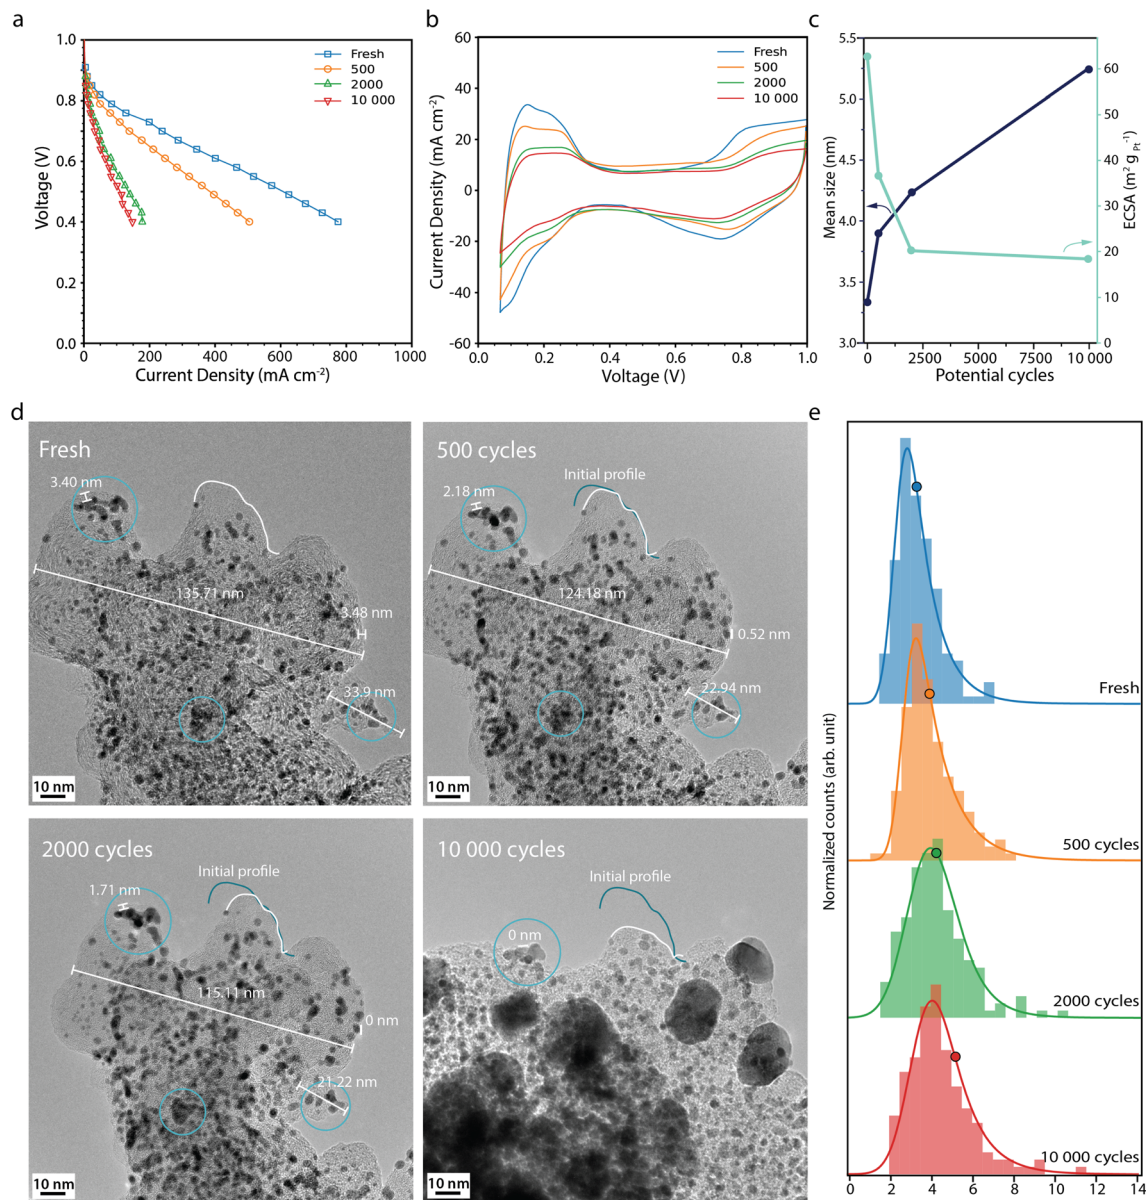 a
1.0
0.8
0.6
0.4
0.2
0.0
Voltage (V)
0
200
400
600
800
1000
Current Density (mA cm⁻²)
Fresh
500
2000
10 000
b
60
40
20
0
-20
-40
-60
Current Density (mA cm⁻²)
0.0
0.2
0.4
0.6
0.8
1.0
Voltage (V)
Fresh
500
2000
10 000
c
5.5
5.0
4.5
4.0
3.5
3.0
Mean size (nm)
60
50
40
30
20
10
0
ECSA (m² g Pt⁻¹)
0
2500
5000
7500
10 000
Potential cycles
d
Fresh
3.40 nm
135.71 nm
3.48 nm
33.9 nm
10 nm
500 cycles
Initial profile
2.18 nm
124.18 nm
0.52 nm
22.94 nm
10 nm
2000 cycles
Initial profile
1.71 nm
115.11 nm
0 nm
21.22 nm
10 nm
10 000 cycles
Initial profile
0 nm
10 nm
e
Normalized counts (arb. unit)
Fresh
500 cycles
2000 cycles
10 000 cycles
0 2 4 6 8 10 12 14